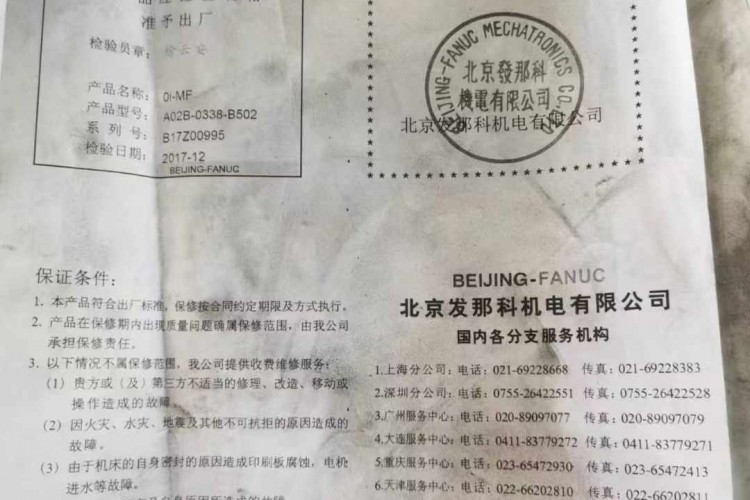 准予出厂
检验员章: 徐云安
产品名称: 0I-MF
产品型号: A02B-0338-B502
系 列 号: B17Z00995
检验日期: 2017-12
BEIJING-FANUC
BEIJING-FANUC MECHATRONICS CO., LTD
北京發那科
機電有限公司
北京发那科机电有限公司
保证条件:
1. 本产品符合出厂标准, 保修按合同约定期限及方式执行。
2. 产品在保修期内出现质量问题确属保修范围, 由我公司
承担保修责任。
3. 以下情况不属保修范围, 我公司提供收费维修服务:
(1) 贵方或 (及) 第三方不适当的修理、改造、移动或
操作造成的故障。
(2) 因火灾、水灾、地震及其他不可抗拒的原因造成的
故障。
(3) 由于机床的自身密封的原因造成印刷板腐蚀, 电机
进水等故障。
BEIJING-FANUC
北京发那科机电有限公司
国内各分支服务机构
1.上海分公司: 电话: 021-69228668 传真: 021-69228383
2.深圳分公司: 电话: 0755-26422551 传真: 0755-26422528
3.广州服务中心: 电话: 020-89097077 传真: 020-89097079
4.大连服务中心: 电话: 0411-83779272 传真: 0411-83779271
5.重庆服务中心: 电话: 023-65472930 传真: 023-65472413
6.天津服务中心: 电话: 022-66202810 传真: 022-66202811